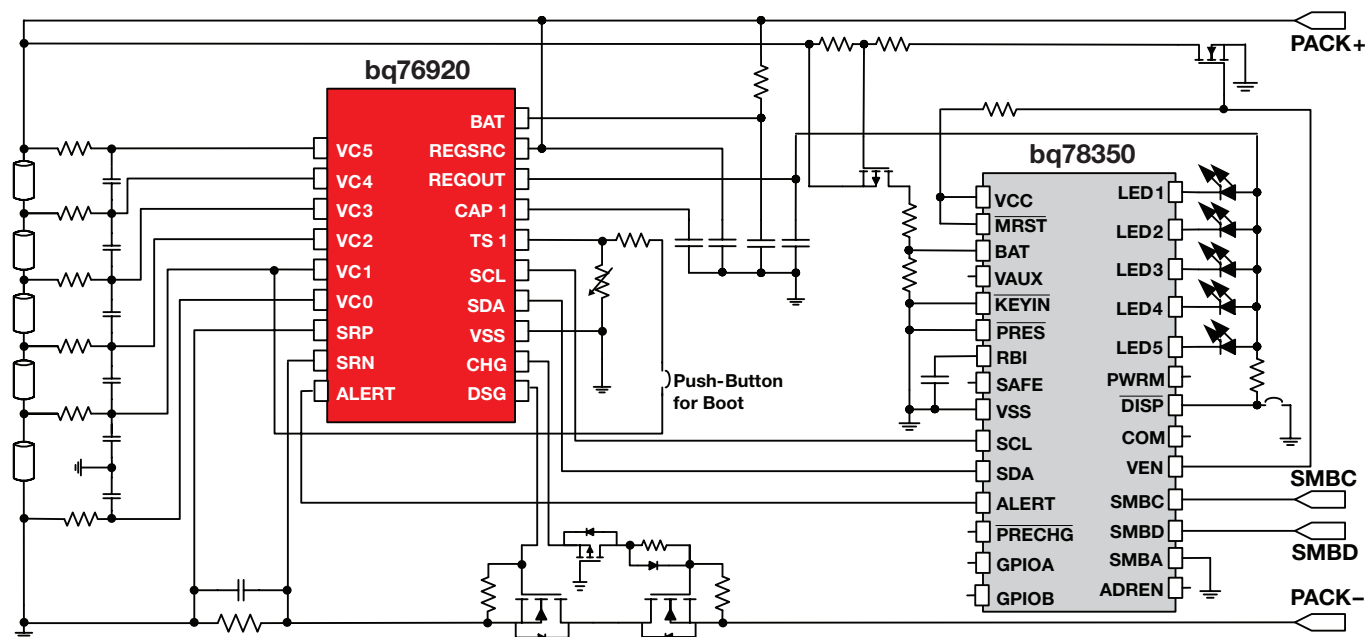 PACK+
bq76920
BAT
VC5
REGSRC
VC4
REGOUT
VC3
CAP 1
VC2
TS 1
VC1
SCL
VC0
SDA
SRP
VSS
SRN
CHG
ALERT
DSG
Push-Button
for Boot
bq78350
VCC
LED1
MRST
LED2
BAT
VAUX
LED3
KEYIN
LED4
PRES
LED5
RBI
SAFE
PWRM
VSS
DISP
SCL
COM
SDA
VEN
ALERT
SMBC
PRECHG
SMBD
GPIOA
SMBA
GPIOB
ADREN
SMBC
SMBD
PACK–